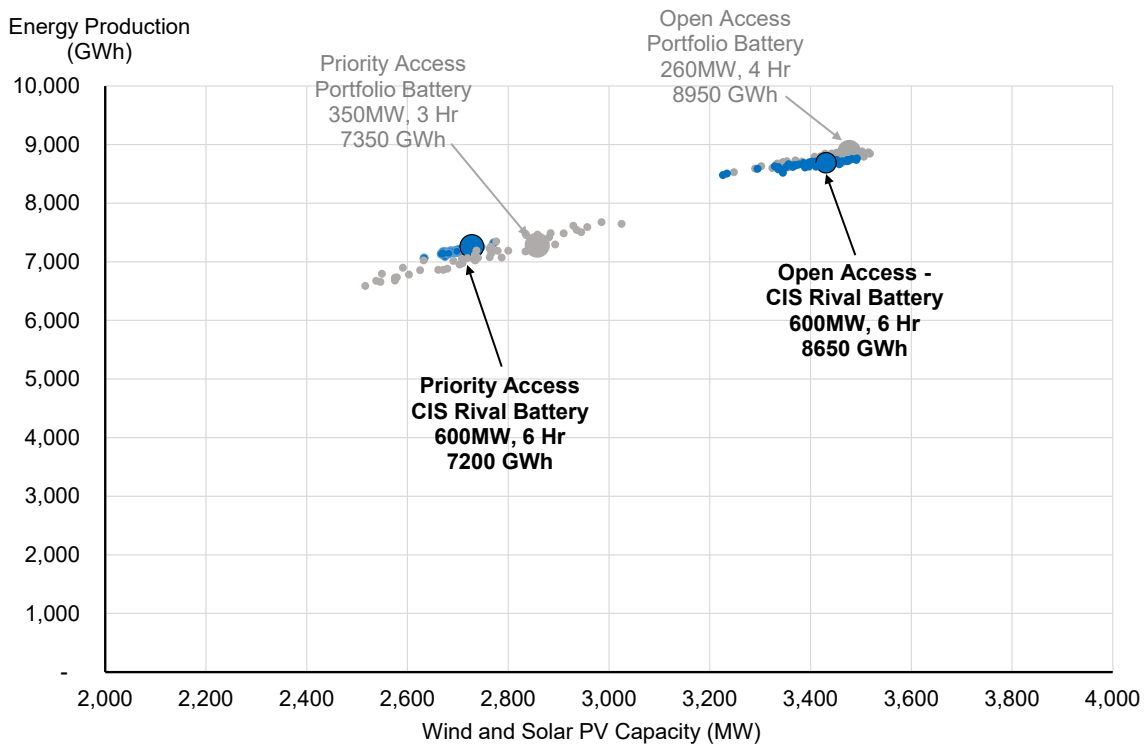 Energy Production
(GWh)
Open Access
Portfolio Battery
260MW, 4 Hr
8950 GWh
Priority Access
Portfolio Battery
350MW, 3 Hr
7350 GWh
10,000
9,000
8,000
7,000
6,000
5,000
4,000
3,000
2,000
1,000
-
Open Access -
CIS Rival Battery
600MW, 6 Hr
8650 GWh
Priority Access
CIS Rival Battery
600MW, 6 Hr
7200 GWh
2,000 2,200 2,400 2,600 2,800 3,000 3,200 3,400 3,600 3,800 4,000
Wind and Solar PV Capacity (MW)